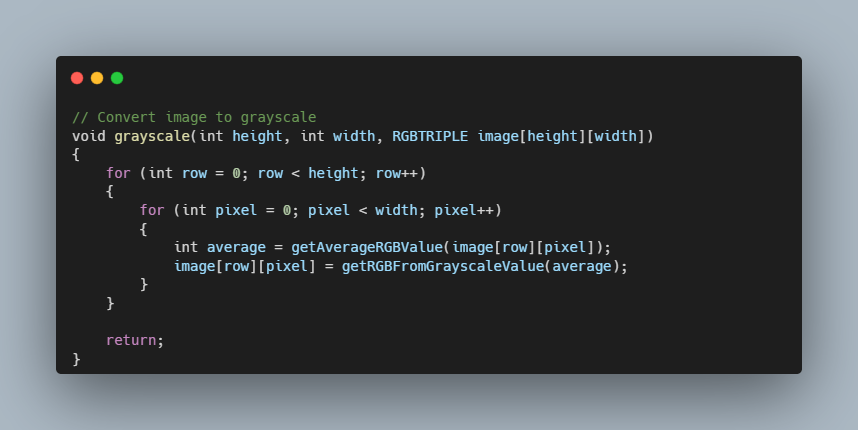 // Convert image to grayscale
void grayscale(int height, int width, RGBTRIPLE image[height][width])
{
    for (int row = 0; row < height; row++)
    {
        for (int pixel = 0; pixel < width; pixel++)
        {
            int average = getAverageRGBValue(image[row][pixel]);
            image[row][pixel] = getRGBFromGrayscaleValue(average);
        }
    }

    return;
}